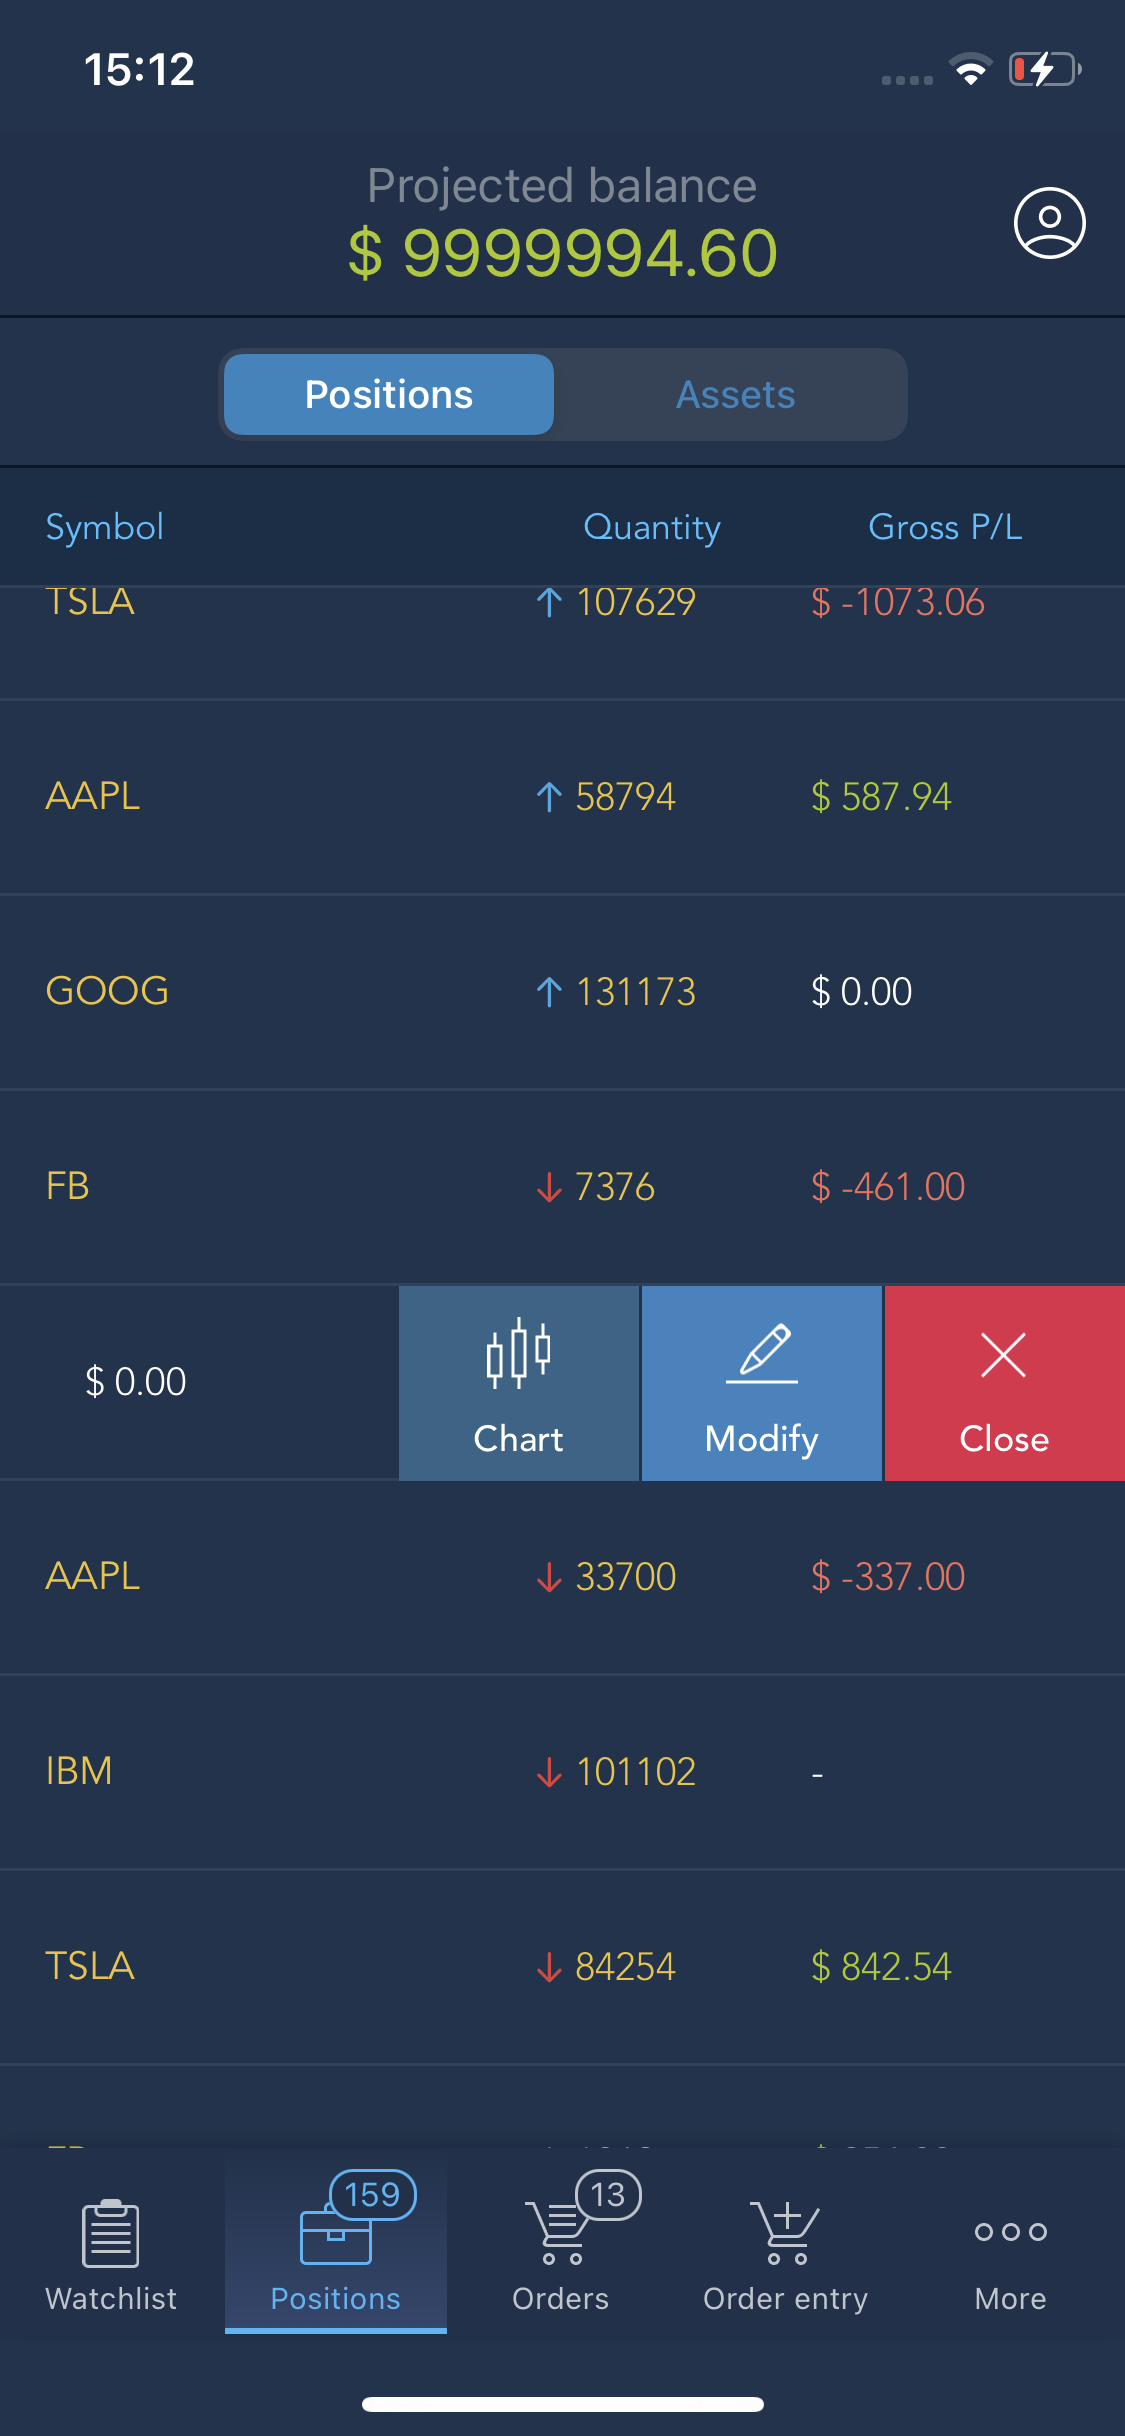 15:12
Projected balance
$ 9999994.60
Positions Assets
Symbol Quantity Gross P/L
TSLA ↑ 107629 $ -1073.06
AAPL ↑ 58794 $ 587.94
GOOG ↑ 131173 $ 0.00
FB ↓ 7376 $ -461.00
$ 0.00 Chart Modify Close
AAPL ↓ 33700 $ -337.00
IBM ↓ 101102 -
TSLA ↓ 84254 $ 842.54
159 13
Watchlist Positions Orders Order entry More